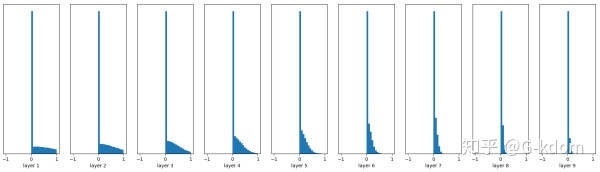 -1 0 1 -1 0 1 -1 0 1 -1 0 1 -1 0 1 -1 0 1 -1 0 1 -1 0 1 -1 0 1
layer 1 layer 2 layer 3 layer 4 layer 5 layer 6 layer 7 layer 8 layer 9
知乎 @G-kdom